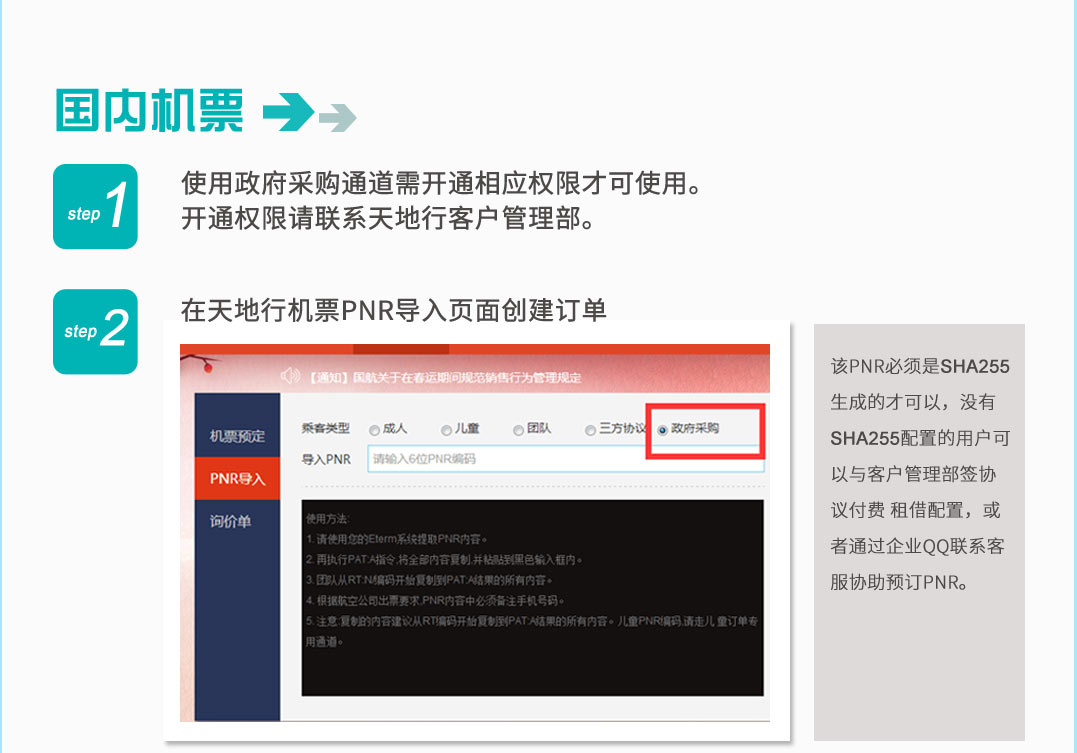 国内机票
step 1
使用政府采购通道需开通相应权限才可使用。
开通权限请联系天地行客户管理部。
step 2
在天地行机票PNR导入页面创建订单
【通知】国航关于在春运期间规范销售行为管理规定
机票预定
PNR导入
询价单
乘客类型 成人 儿童 团队 三方协议 政府采购
导入PNR 请输入6位PNR编码
使用方法:
1. 请使用您的Eterm系统提取PNR内容。
2. 再执行PAT:A指令,将全部内容复制,并粘贴到黑色输入框内。
3. 团队从RT:N/编码开始复制到PAT:A结果的所有内容。
4. 根据航空公司出票要求,PNR内容中必须备注手机号码。
5. 注意:复制的内容建议从RT/编码开始复制到PAT:A结果的所有内容。儿童PNR编码,请走儿童订单专
用通道。
该PNR必须是SHA255
生成的才可以，没有
SHA255配置的用户可
以与客户管理部签协
议付费 租借配置，或
者通过企业QQ联系客
服协助预订PNR。